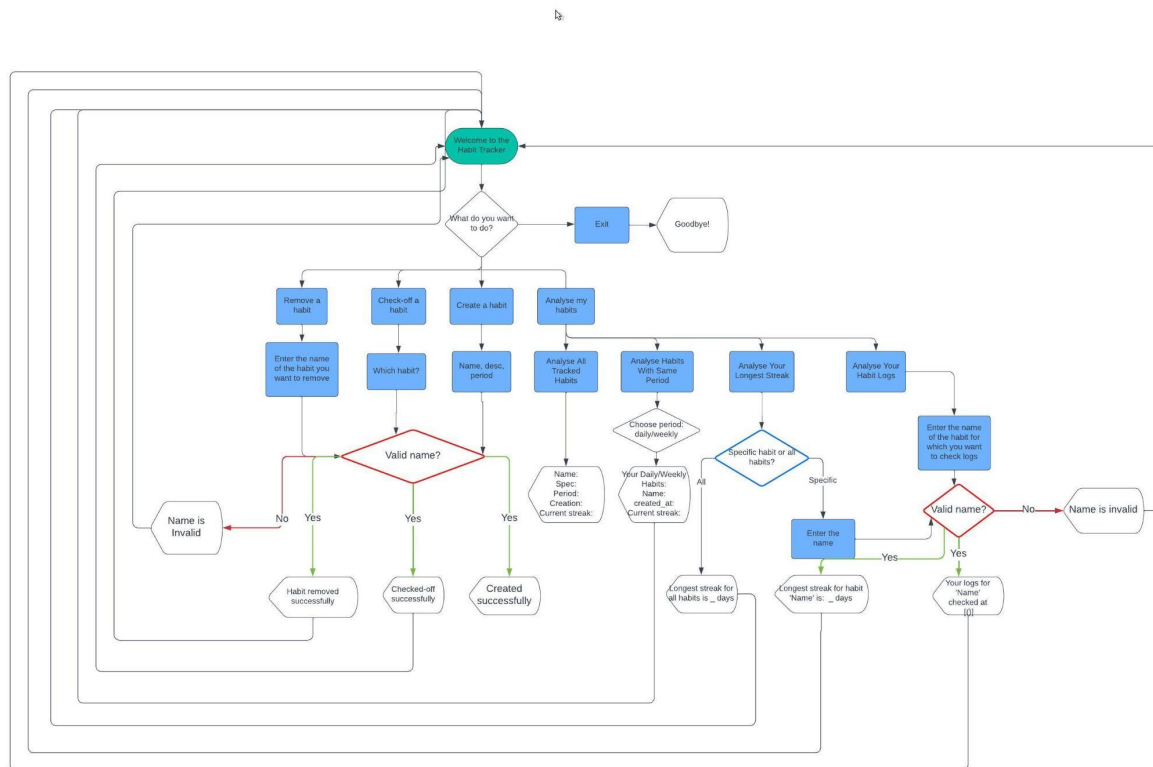 Welcome to the
Habit Tracker
What do you want
to do?
Exit
Goodbye!
Remove a
habit
Check-off a
habit
Create a habit
Analyse my
habits
Enter the name
of the habit you
want to remove
Which habit?
Name, desc,
period
Analyse All
Tracked
Habits
Analyse Habits
With Same
Period
Analyse Your
Longest Streak
Analyse Your
Habit Logs
Choose period:
daily/weekly
Enter the name
of the habit for
which you want
to check logs
Valid name?
Specific habit or all
habits?
Name:
Spec:
Period:
Creation:
Current streak:
Your Daily/Weekly
Habits:
Name:
created_at:
Current streak:
All
Specific
No
Yes
Yes
Yes
Name is
Invalid
Enter the
name
Valid name?
No
Name is invalid
Yes
Yes
Habit removed
successfully
Checked-off
successfully
Created
successfully
Longest streak for
all habits is _ days
Longest streak for habit
'Name' is: _ days
Your logs for
'Name'
checked at
[()]